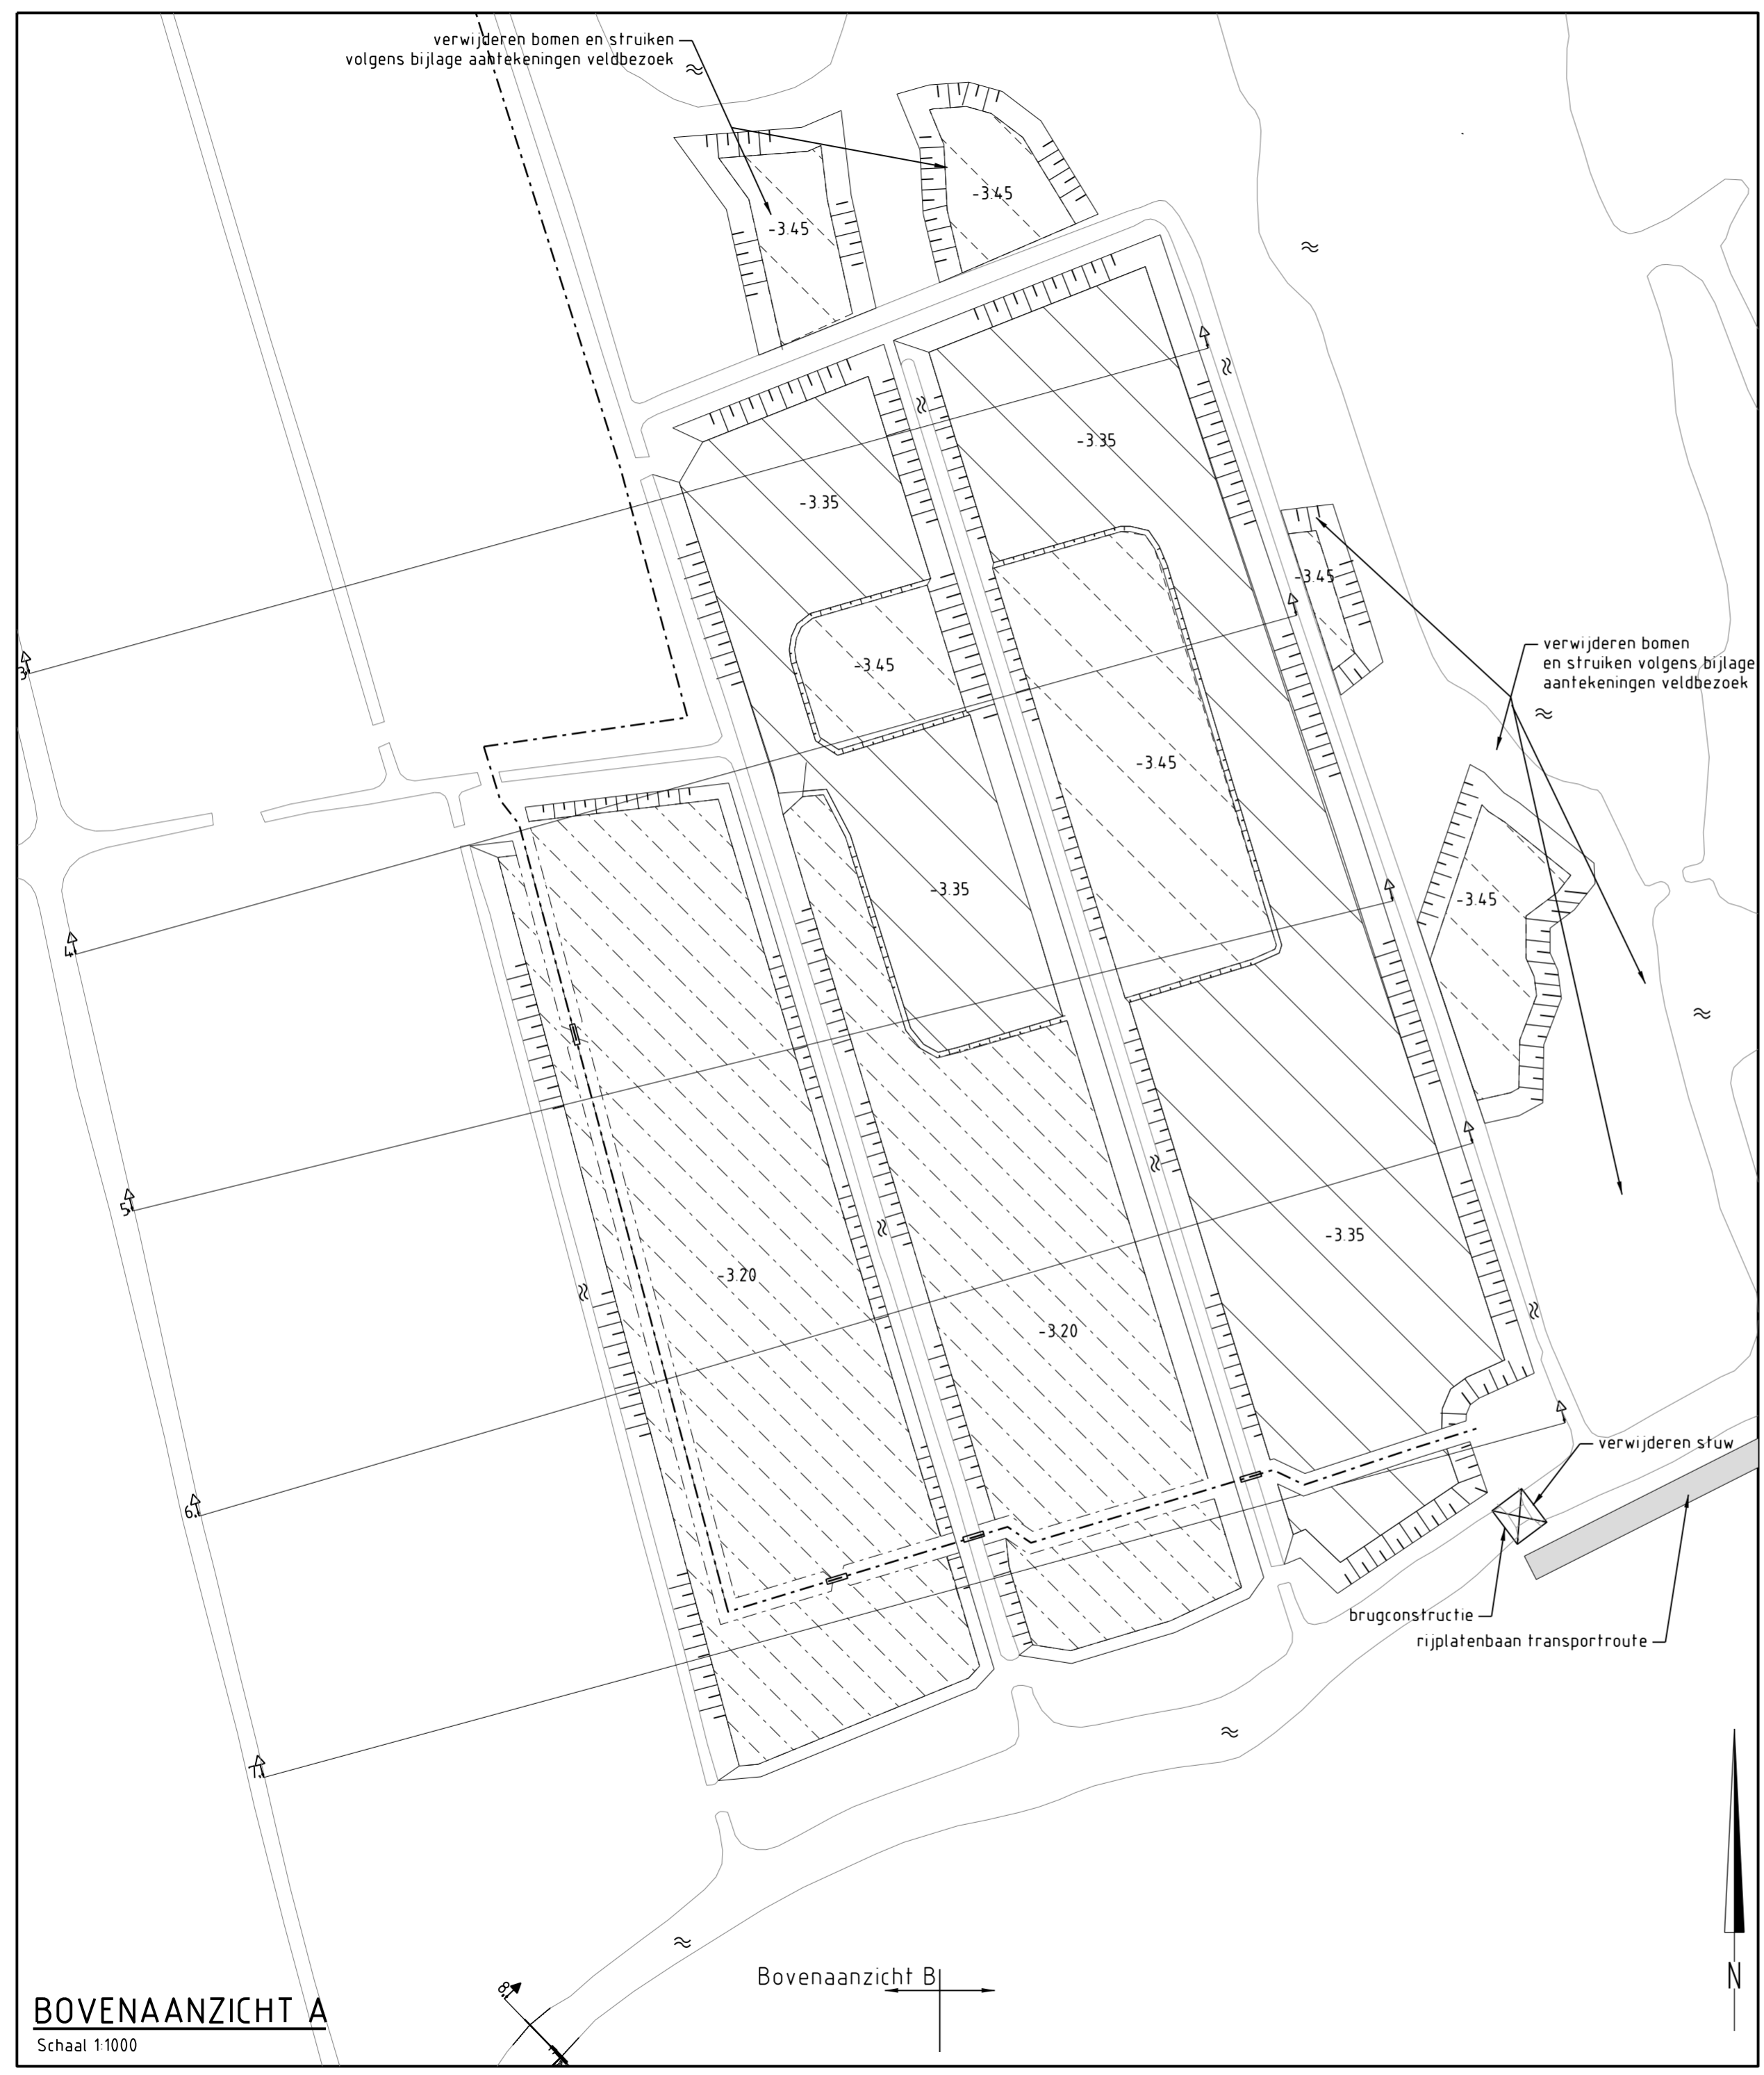 verwijderen bomen en struiken
volgens bijlage aantekeningen veldbezoek
-3.45
-3.45
-3.35
-3.35
-3.45
-3.45
verwijderen bomen
en struiken volgens bijlage
aantekeningen veldbezoek
3.
-3.45
-3.35
-3.45
4.
5.
-3.35
-3.20
-3.20
6.
verwijderen stuw
brugconstructie
rijplatenbaan transportroute
7.
8.
Bovenaanzicht B
N
BOVENAANZICHT A
Schaal 1:1000